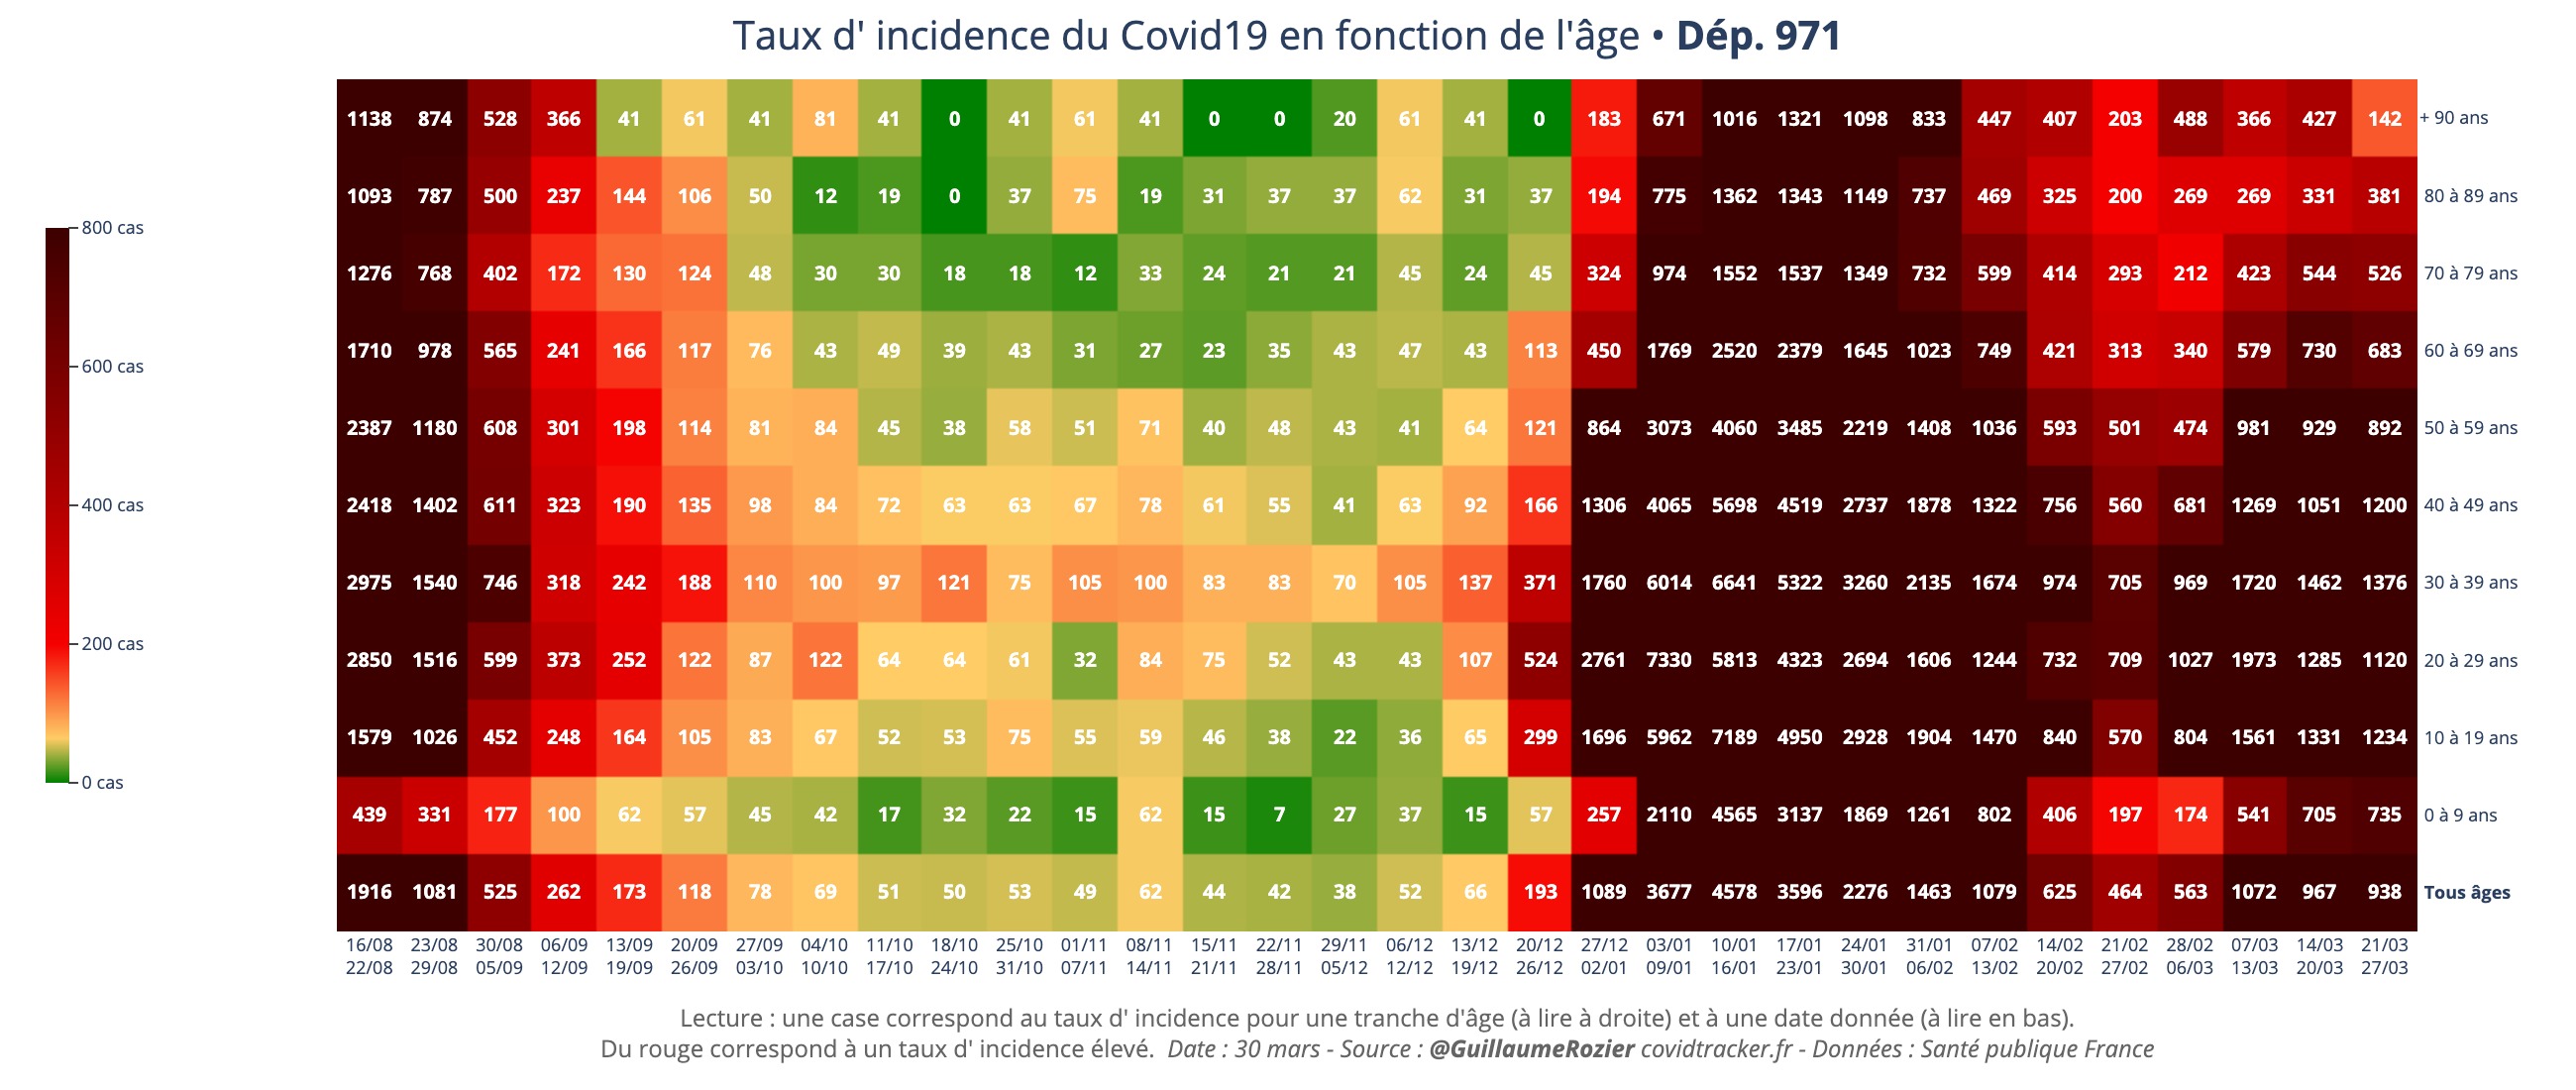 Taux d' incidence du Covid19 en fonction de l'âge • Dép. 971
1138 874 528 366 41 61 41 81 41 0 41 61 41 0 0 20 61 41 0 183 671 1016 1321 1098 833 447 407 203 488 366 427 142 + 90 ans
1093 787 500 237 144 106 50 12 19 0 37 75 19 31 37 37 62 31 37 194 775 1362 1343 1149 737 469 325 200 269 269 331 381 80 à 89 ans
800 cas
1276 768 402 172 130 124 48 30 30 18 18 12 33 24 21 21 45 24 45 324 974 1552 1537 1349 732 599 414 293 212 423 544 526 70 à 79 ans
1710 978 565 241 166 117 76 43 49 39 43 31 27 23 35 43 47 43 113 450 1769 2520 2379 1645 1023 749 421 313 340 579 730 683 60 à 69 ans
600 cas
2387 1180 608 301 198 114 81 84 45 38 58 51 71 40 48 43 41 64 121 864 3073 4060 3485 2219 1408 1036 593 501 474 981 929 892 50 à 59 ans
400 cas
2418 1402 611 323 190 135 98 84 72 63 63 67 78 61 55 41 63 92 166 1306 4065 5698 4519 2737 1878 1322 756 560 681 1269 1051 1200 40 à 49 ans
2975 1540 746 318 242 188 110 100 97 121 75 105 100 83 83 70 105 137 371 1760 6014 6641 5322 3260 2135 1674 974 705 969 1720 1462 1376 30 à 39 ans
200 cas
2850 1516 599 373 252 122 87 122 64 64 61 32 84 75 52 43 43 107 524 2761 7330 5813 4323 2694 1606 1244 732 709 1027 1973 1285 1120 20 à 29 ans
1579 1026 452 248 164 105 83 67 52 53 75 55 59 46 38 22 36 65 299 1696 5962 7189 4950 2928 1904 1470 840 570 804 1561 1331 1234 10 à 19 ans
0 cas
439 331 177 100 62 57 45 42 17 32 22 15 62 15 7 27 37 15 57 257 2110 4565 3137 1869 1261 802 406 197 174 541 705 735 0 à 9 ans
1916 1081 525 262 173 118 78 69 51 50 53 49 62 44 42 38 52 66 193 1089 3677 4578 3596 2276 1463 1079 625 464 563 1072 967 938 Tous âges
16/08 23/08 30/08 06/09 13/09 20/09 27/09 04/10 11/10 18/10 25/10 01/11 08/11 15/11 22/11 29/11 06/12 13/12 20/12 27/12 03/01 10/01 17/01 24/01 31/01 07/02 14/02 21/02 28/02 07/03 14/03 21/03
22/08 29/08 05/09 12/09 19/09 26/09 03/10 10/10 17/10 24/10 31/10 07/11 14/11 21/11 28/11 05/12 12/12 19/12 26/12 02/01 09/01 16/01 23/01 30/01 06/02 13/02 20/02 27/02 06/03 13/03 20/03 27/03
Lecture : une case correspond au taux d' incidence pour une tranche d'âge (à lire à droite) et à une date donnée (à lire en bas).
Du rouge correspond à un taux d' incidence élevé. Date : 30 mars - Source : @GuillaumeRozier covidtracker.fr - Données : Santé publique France